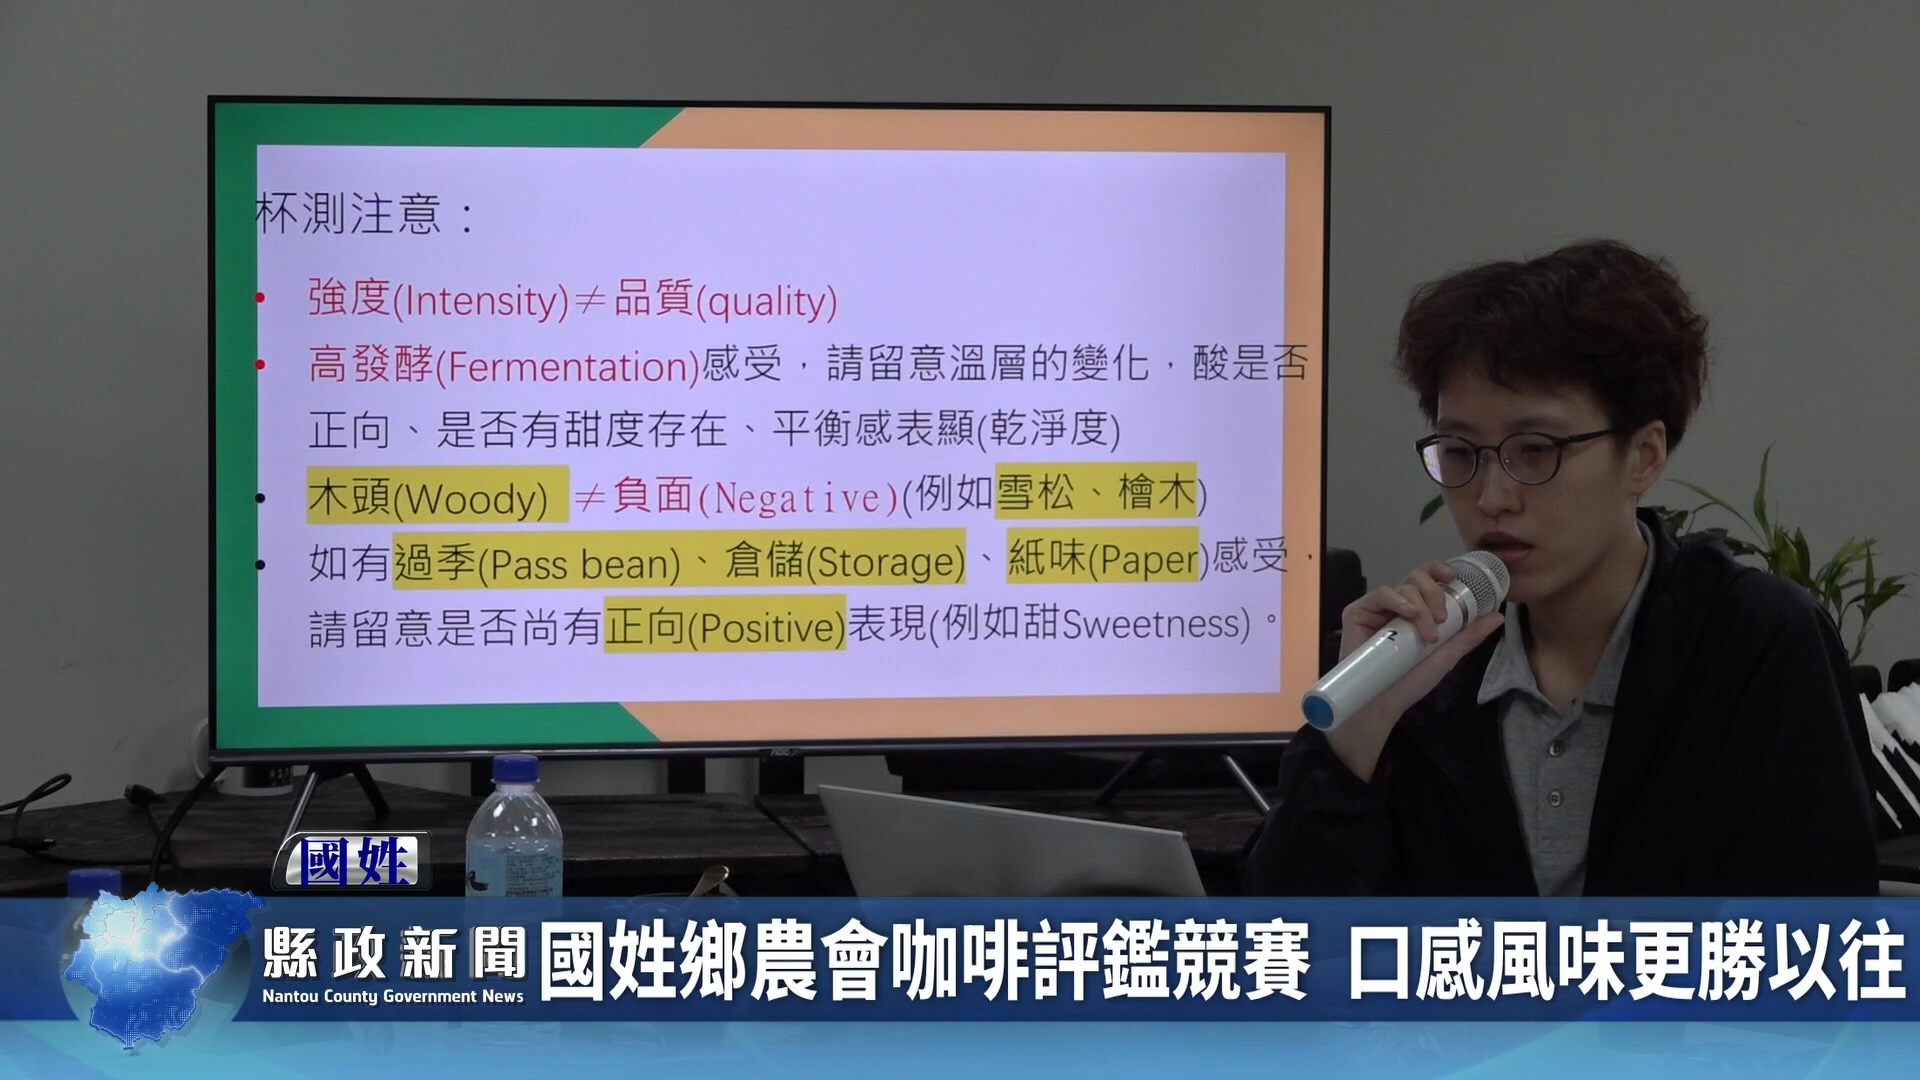 杯測注意：
• 強度(Intensity)≠品質(quality)
• 高發酵(Fermentation)感受，請留意溫層的變化，酸是否
正向、是否有甜度存在、平衡感表顯(乾淨度)
• 木頭(Woody) ≠負面(Negative)(例如雪松、檜木)
• 如有過季(Pass bean)、倉儲(Storage)、紙味(Paper)感受，
請留意是否尚有正向(Positive)表現(例如甜Sweetness)。
AOC
2
國姓
縣政新聞
Nantou County Government News
國姓鄉農會咖啡評鑑競賽 口感風味更勝以往